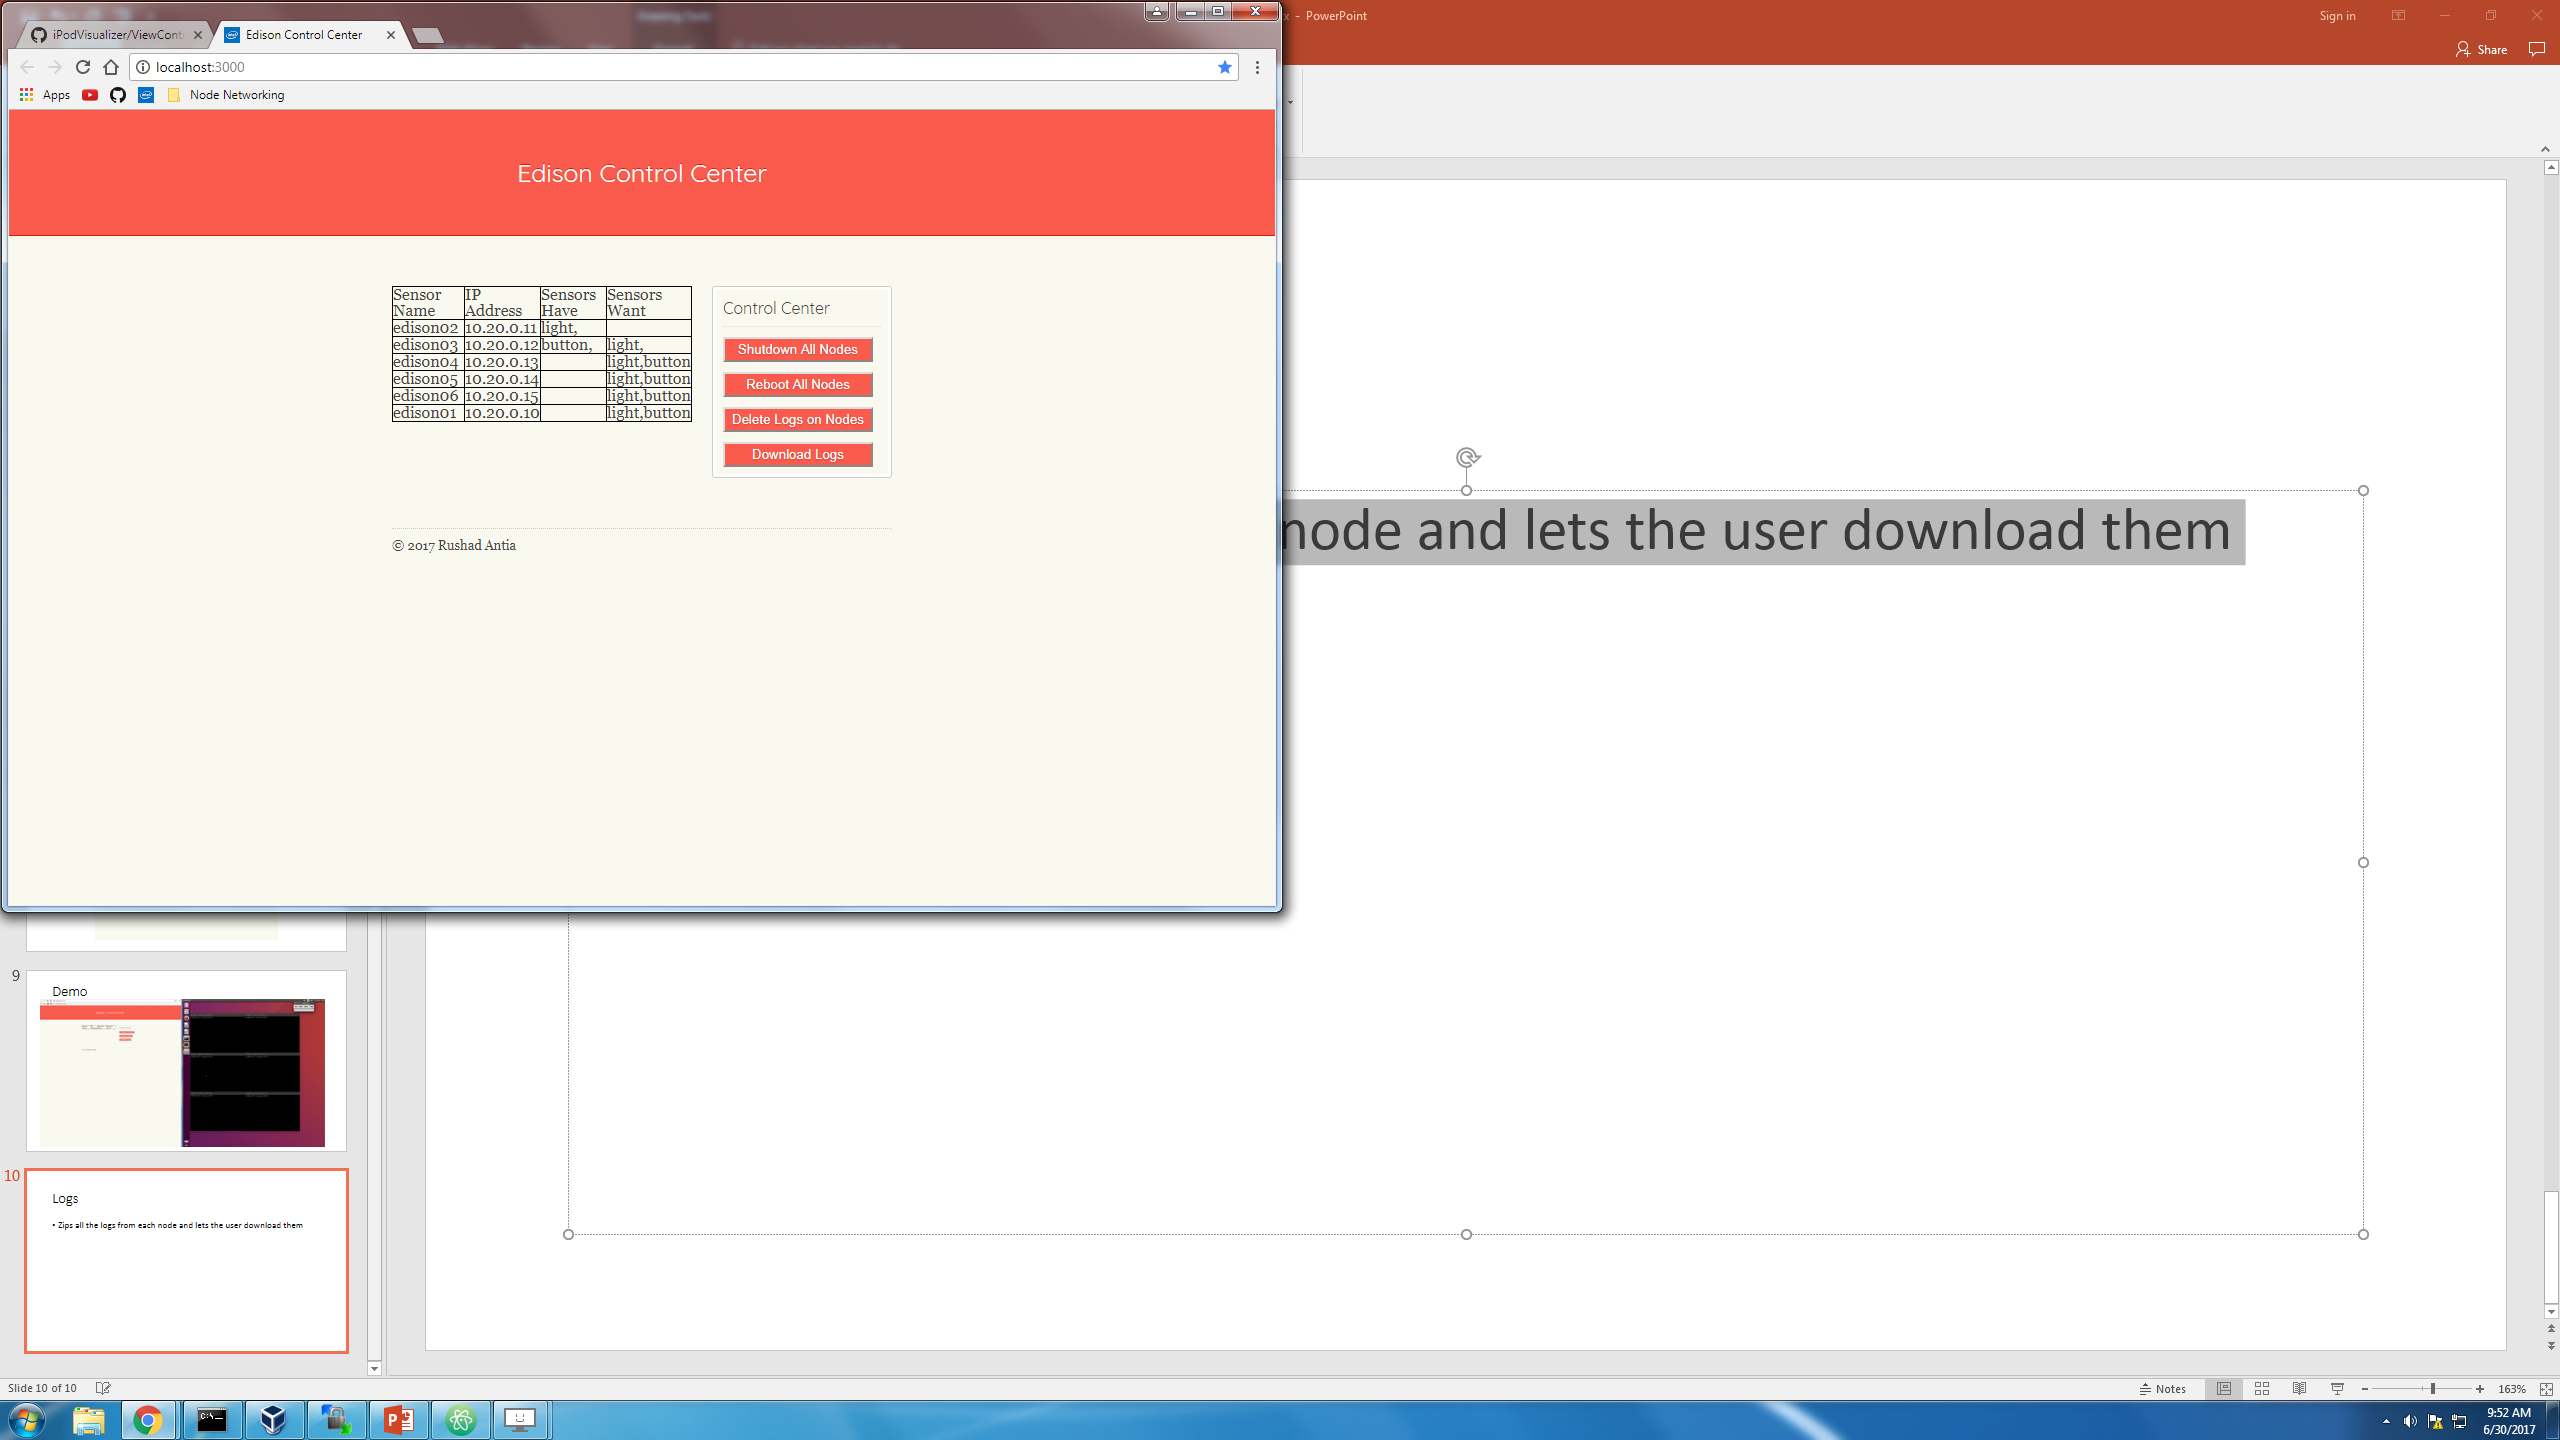 x - PowerPoint
Sign in
Share
iPodVisualizer/ViewCont
Edison Control Center
localhost:3000
Apps
Node Networking
Edison Control Center
Sensor Name IP Address Sensors Have Sensors Want
edison02 10.20.0.11 light,
edison03 10.20.0.12 button, light,
edison04 10.20.0.13 light,button
edison05 10.20.0.14 light,button
edison06 10.20.0.15 light,button
edison01 10.20.0.10 light,button
Control Center
Shutdown All Nodes
Reboot All Nodes
Delete Logs on Nodes
Download Logs
© 2017 Rushad Antia
node and lets the user download them
9
Demo
10
Logs
• Zips all the logs from each node and lets the user download them
Slide 10 of 10
Notes
163%
9:52 AM
6/30/2017